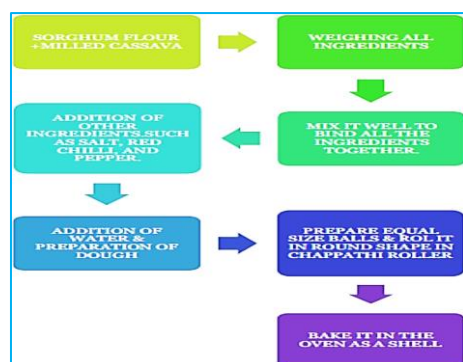 SORGHUM FLOUR
+MILLED CASSAVA
WEIGHING ALL
INGREDIENTS
MIX IT WELL TO
BIND ALL THE
INGREDIENTS
TOGETHER.
ADDITION OF
OTHER
INGREDIENTS.SUCH
AS SALT, RED
CHILLI, AND
PEPPER.
ADDITION OF
WATER &
PREPARATION OF
DOUGH
PREPARE EQUAL
SIZE BALLS & ROL IT
IN ROUND SHAPE IN
CHAPPATHI ROLLER
BAKE IT IN THE
OVEN AS A SHELL